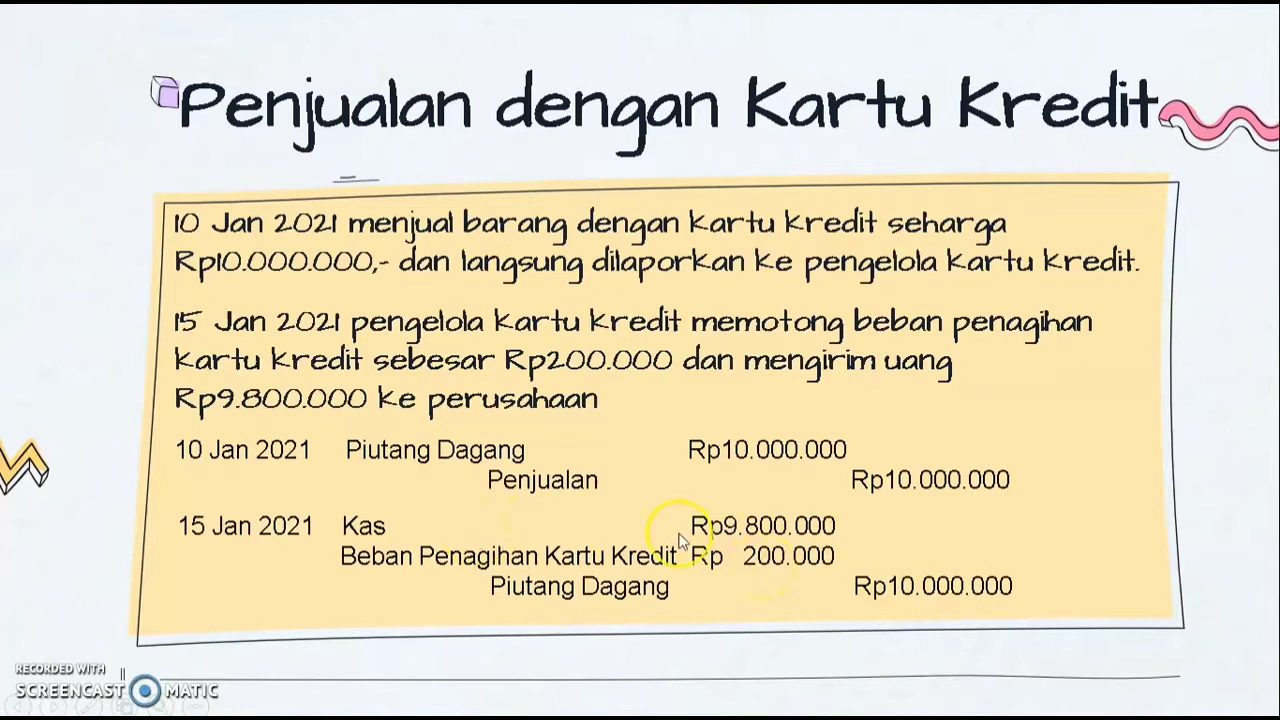 Penjualan dengan Kartu Kredit
10 Jan 2021 menjual barang dengan kartu kredit seharga
Rp10.000.000,- dan langsung dilaporkan ke pengelola kartu kredit.
15 Jan 2021 pengelola kartu kredit memotong beban penagihan
kartu kredit sebesar Rp200.000 dan mengirim uang
Rp9.800.000 ke perusahaan
10 Jan 2021 Piutang Dagang Rp10.000.000
Penjualan Rp10.000.000
15 Jan 2021 Kas Rp9.800.000
Beban Penagihan Kartu Kredit Rp 200.000
Piutang Dagang Rp10.000.000
RECORDED WITH
SCREENCAST MATIC